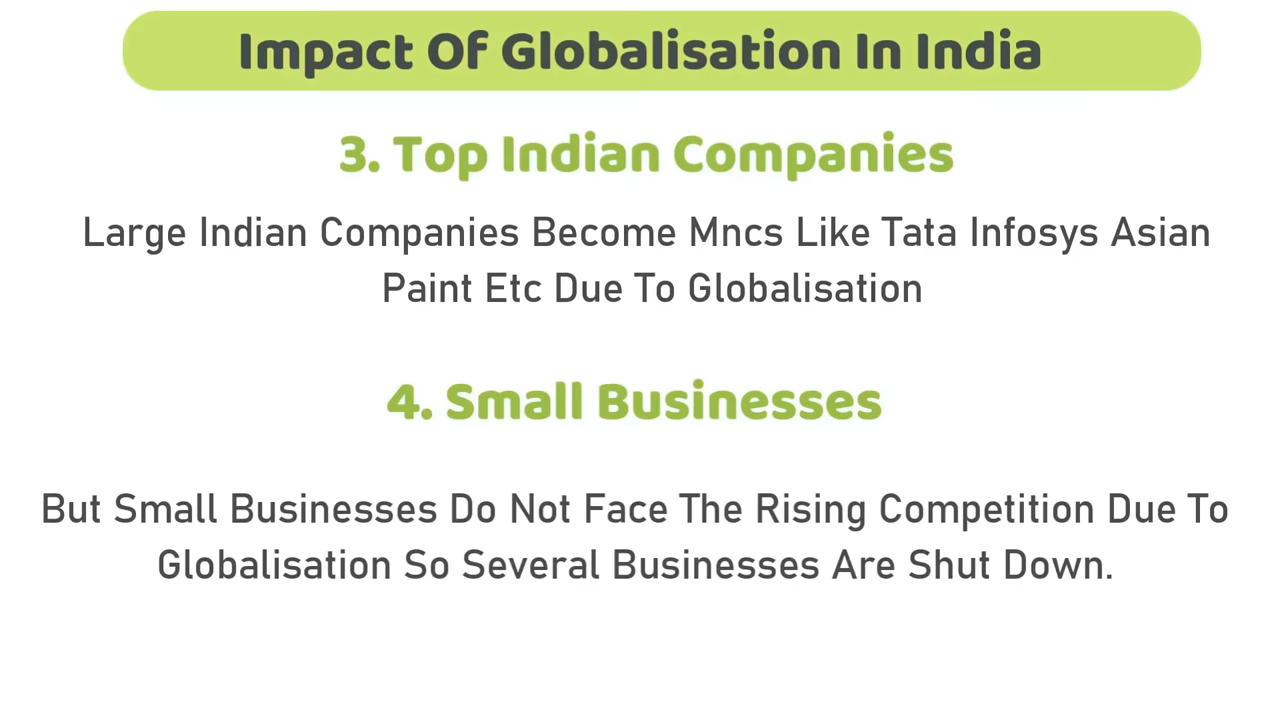 Impact Of Globalisation In India
3. Top Indian Companies
Large Indian Companies Become Mncs Like Tata Infosys Asian
Paint Etc Due To Globalisation
4. Small Businesses
But Small Businesses Do Not Face The Rising Competition Due To
Globalisation So Several Businesses Are Shut Down.